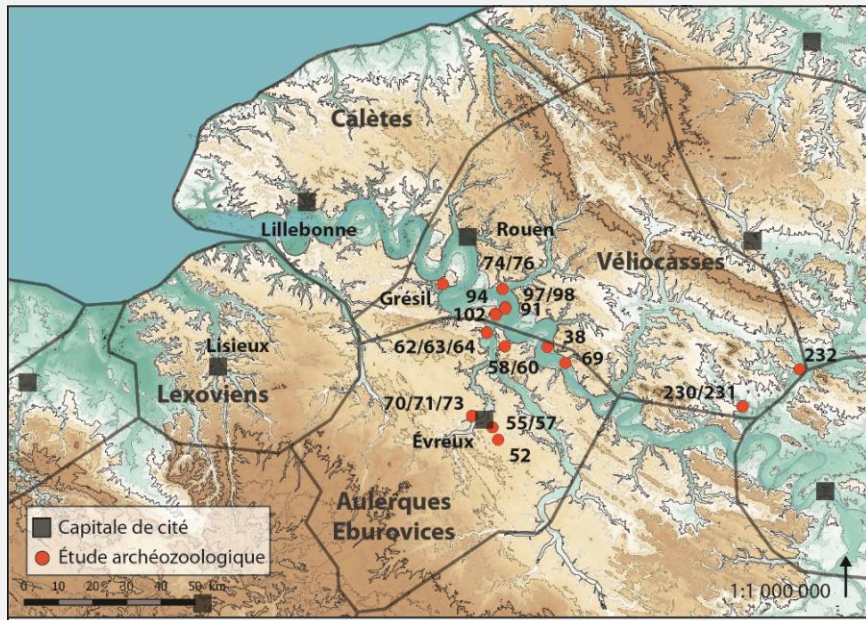 Calètes
Lillebonne
Rouen
74/76
Véliocasses
Grésil
94
97/98
91
102
38
62/63/64
69
58/60
232
Lisieux
Lexoviens
230/231
70/71/73
55/57
Évreux
52
Aulerques
Eburovices
Capitale de cité
Étude archéozoologique
0 10 20 30 40 50 km
1:1 000 000